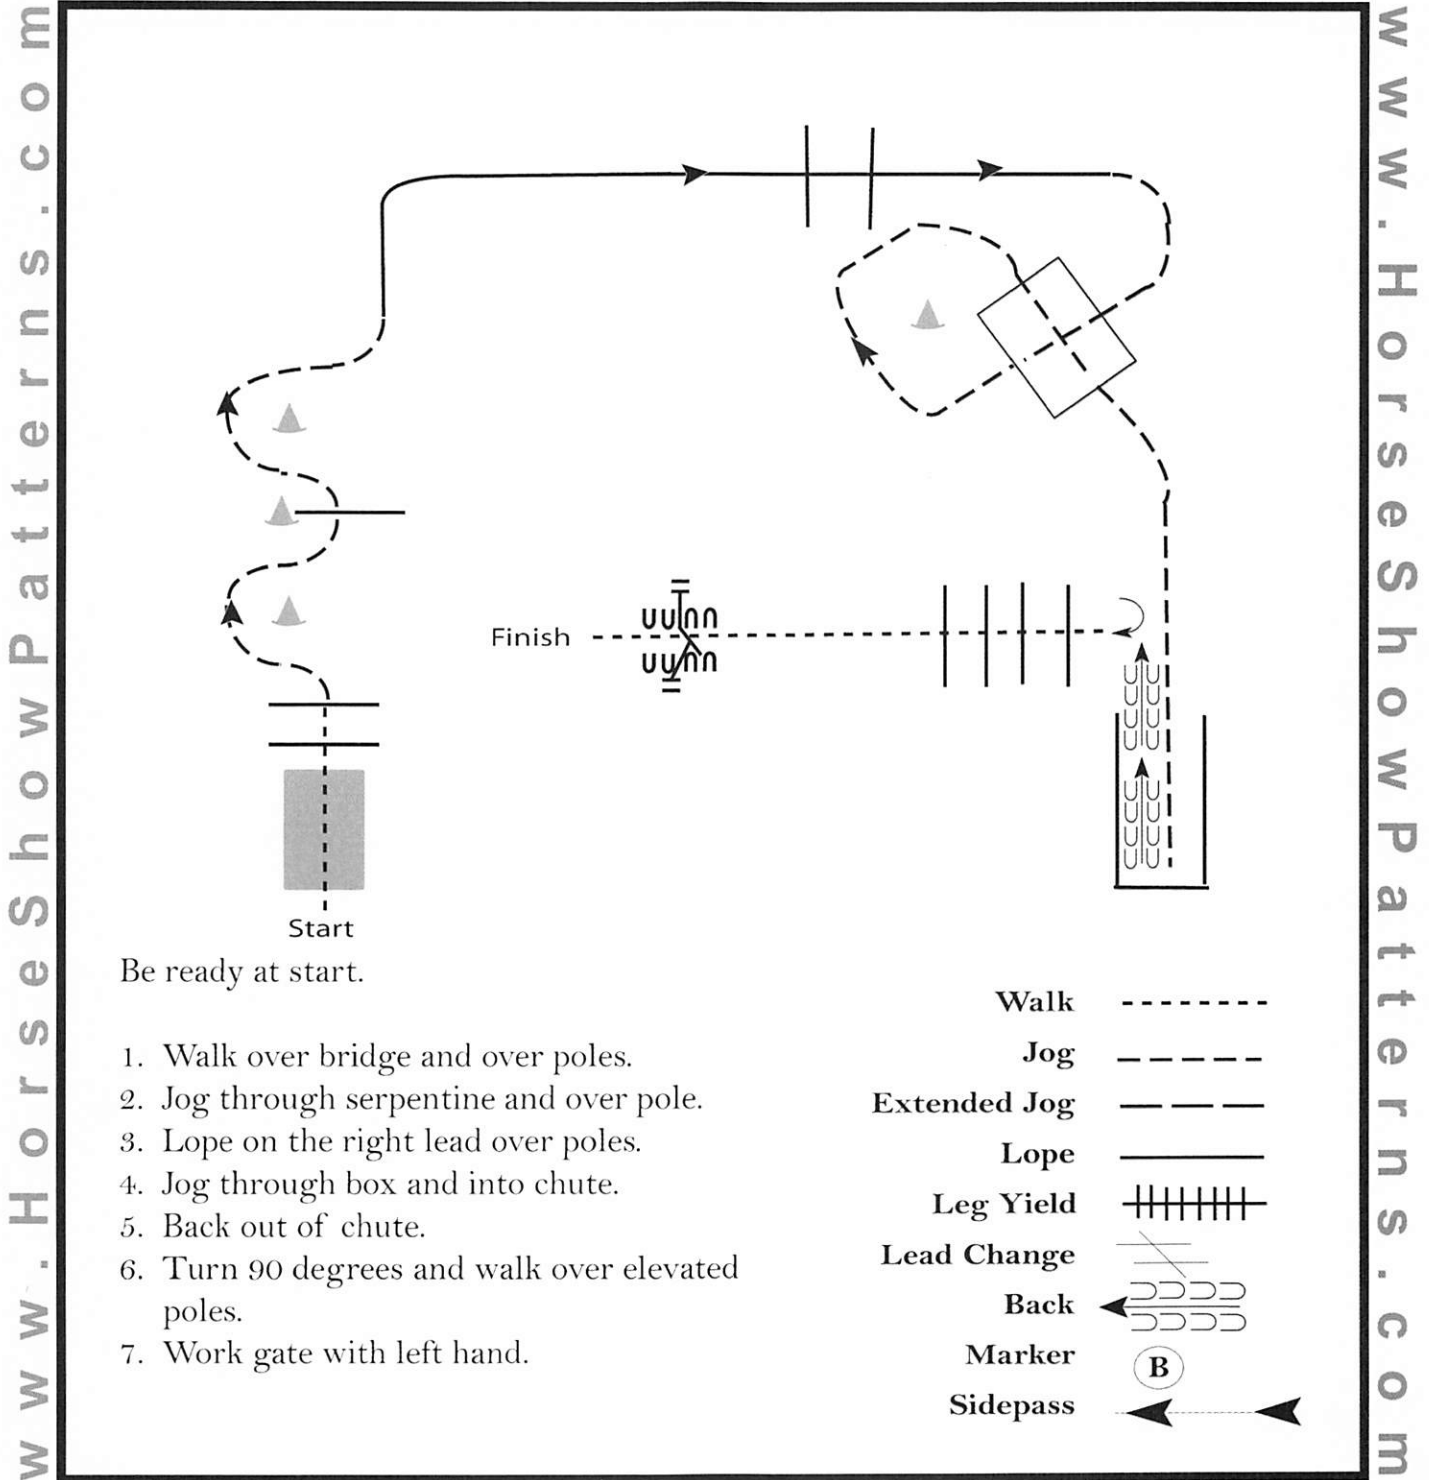 www.HorseShowPatterns.com
www.HorseShowPatterns.com
Finish
Start
Be ready at start.
1. Walk over bridge and over poles.
2. Jog through serpentine and over pole.
3. Lope on the right lead over poles.
4. Jog through box and into chute.
5. Back out of chute.
6. Turn 90 degrees and walk over elevated
poles.
7. Work gate with left hand.
Walk
Jog
Extended Jog
Lope
Leg Yield
Lead Change
Back
Marker B
Sidepass